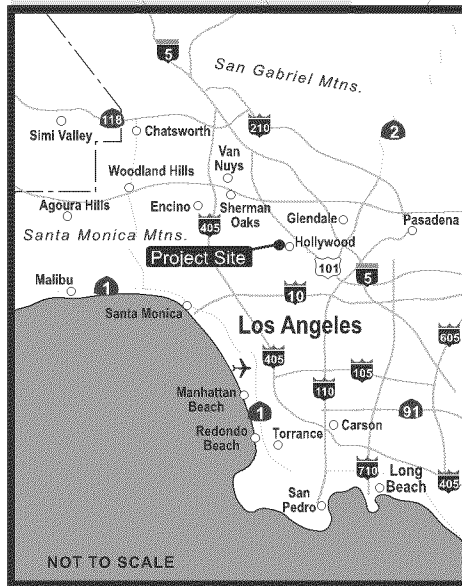 5
San Gabriel Mtns.
118
210
2
Simi Valley
Chatsworth
Van
Nuys
Woodland Hills
Agoura Hills
Encino
Sherman
Oaks
405
Glendale
Pasadena
Santa Monica Mtns.
Hollywood
Project Site
101
5
Malibu
1
10
Santa Monica
Los Angeles
605
405
105
Manhattan
Beach
110
1
91
Redondo
Beach
Torrance
Carson
710
Long
Beach
405
San
Pedro
NOT TO SCALE